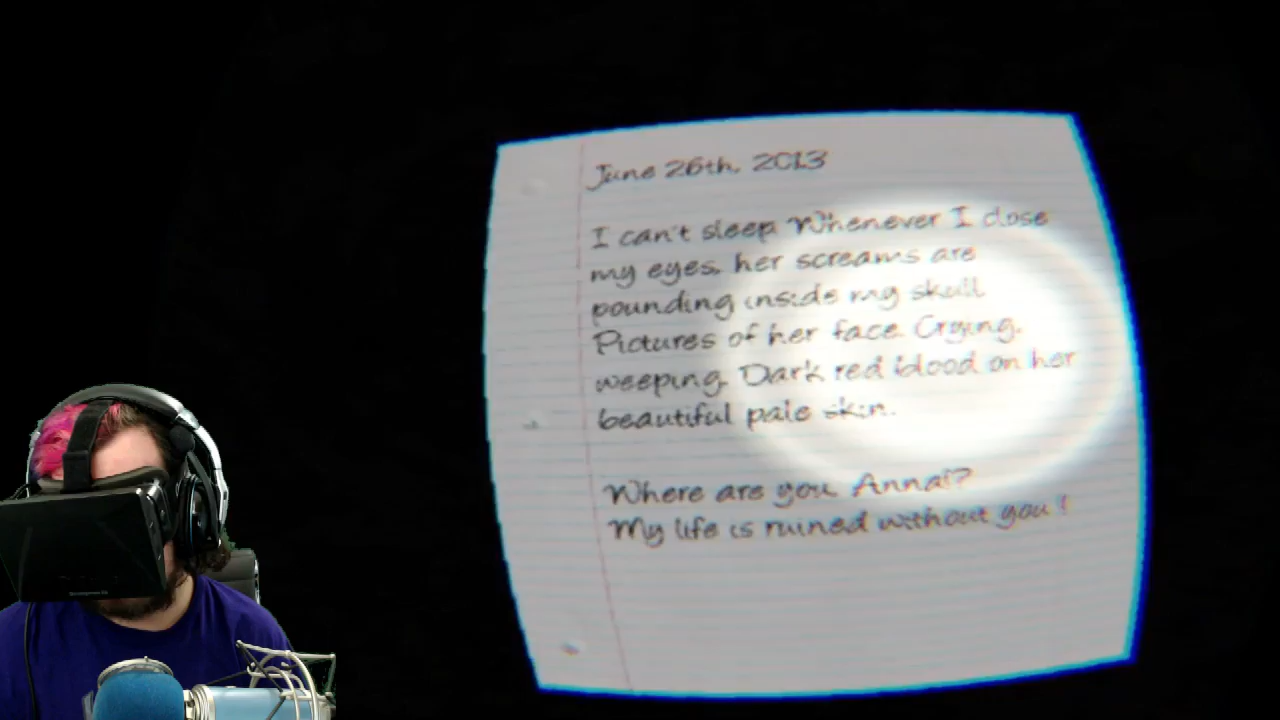 June 26th, 2013
I can't sleep. Whenever I close
my eyes, her screams are
pounding inside my skull.
Pictures of her face. Crying,
weeping. Dark red blood on her
beautiful pale skin.
Where are you, Anna!?
My life is ruined without you !